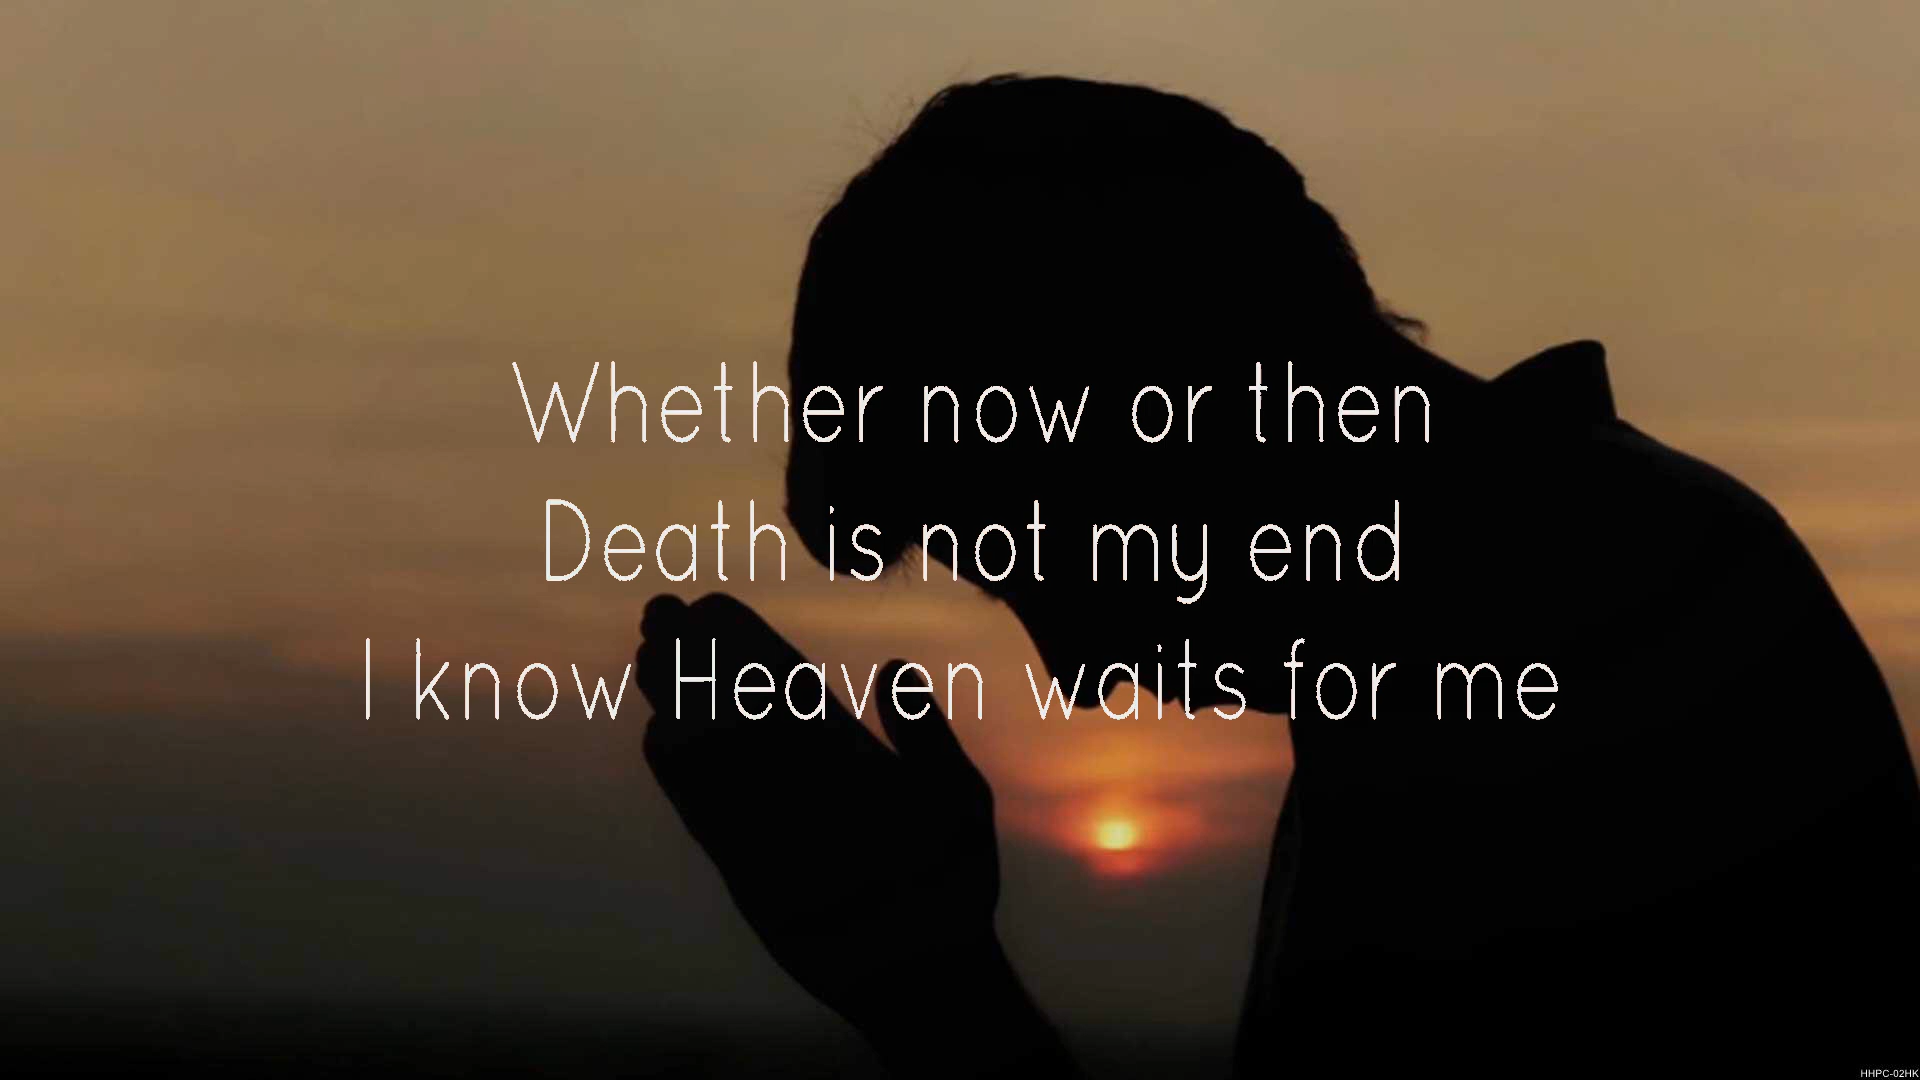 Whether now or then
Death is not my end
I know Heaven waits for me
HHPC-02HK